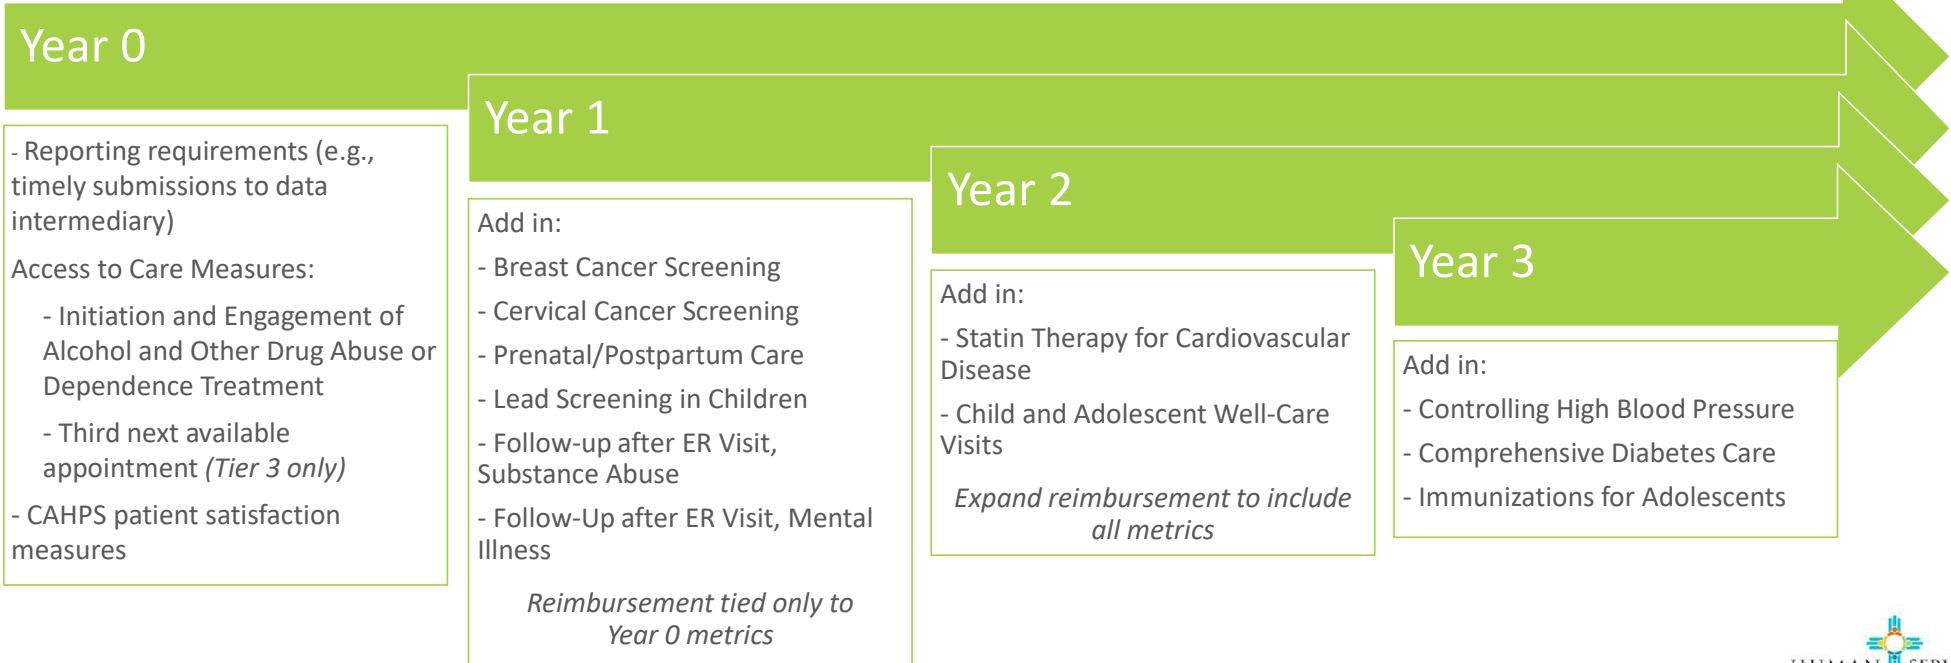 Year 0
- Reporting requirements (e.g.,
timely submissions to data
intermediary)
Access to Care Measures:
- Initiation and Engagement of
Alcohol and Other Drug Abuse or
Dependence Treatment
- Third next available
appointment (Tier 3 only)
- CAHPS patient satisfaction
measures
Year 1
Add in:
- Breast Cancer Screening
- Cervical Cancer Screening
- Prenatal/Postpartum Care
- Lead Screening in Children
- Follow-up after ER Visit,
Substance Abuse
- Follow-Up after ER Visit, Mental
Illness
Reimbursement tied only to
Year 0 metrics
Year 2
Add in:
- Statin Therapy for Cardiovascular
Disease
- Child and Adolescent Well-Care
Visits
Expand reimbursement to include
all metrics
Year 3
Add in:
- Controlling High Blood Pressure
- Comprehensive Diabetes Care
- Immunizations for Adolescents